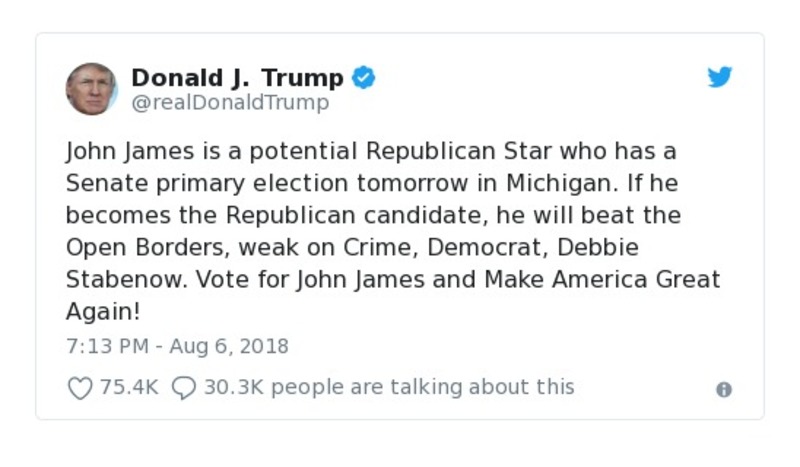 Donald J. Trump
@realDonaldTrump
John James is a potential Republican Star who has a
Senate primary election tomorrow in Michigan. If he
becomes the Republican candidate, he will beat the
Open Borders, weak on Crime, Democrat, Debbie
Stabenow. Vote for John James and Make America Great
Again!
7:13 PM - Aug 6, 2018
75.4K 30.3K people are talking about this